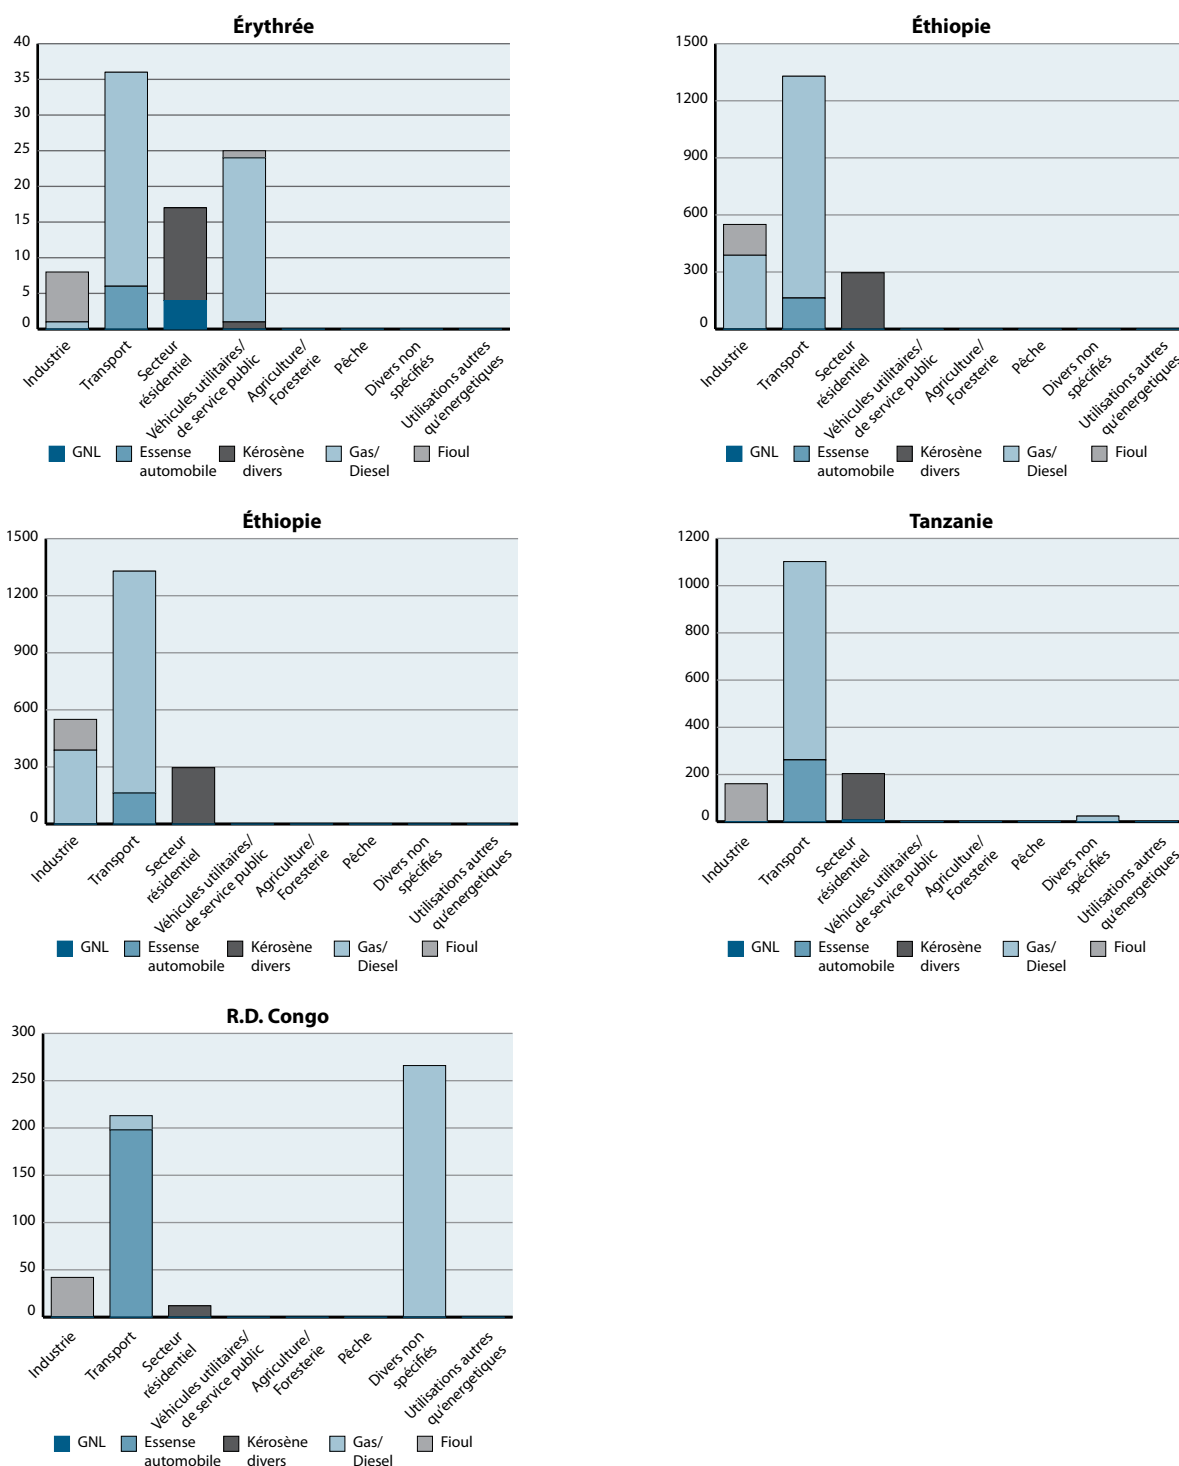 Érythrée
40
35
30
25
20
15
10
5
0
Industrie
Transport
Secteur
résidentiel
Véhicules utilitaires/
de service public
Agriculture/
Foresterie
Pêche
Divers non
spécifiés
Utilisations autres
qu'energetiques
GNL
Essense
automobile
Kérosène
divers
Gas/
Diesel
Fioul
Éthiopie
1500
1200
900
600
300
0
Industrie
Transport
Secteur
résidentiel
Véhicules utilitaires/
de service public
Agriculture/
Foresterie
Pêche
Divers non
spécifiés
Utilisations autres
qu'energetiques
GNL
Essense
automobile
Kérosène
divers
Gas/
Diesel
Fioul
Éthiopie
1500
1200
900
600
300
0
Industrie
Transport
Secteur
résidentiel
Véhicules utilitaires/
de service public
Agriculture/
Foresterie
Pêche
Divers non
spécifiés
Utilisations autres
qu'energetiques
GNL
Essense
automobile
Kérosène
divers
Gas/
Diesel
Fioul
Tanzanie
1200
1000
800
600
400
200
0
Industrie
Transport
Secteur
résidentiel
Véhicules utilitaires/
de service public
Agriculture/
Foresterie
Pêche
Divers non
spécifiés
Utilisations autres
qu'energetiques
GNL
Essense
automobile
Kérosène
divers
Gas/
Diesel
Fioul
R.D. Congo
300
250
200
150
100
50
0
Industrie
Transport
Secteur
résidentiel
Véhicules utilitaires/
de service public
Agriculture/
Foresterie
Pêche
Divers non
spécifiés
Utilisations autres
qu'energetiques
GNL
Essense
automobile
Kérosène
divers
Gas/
Diesel
Fioul